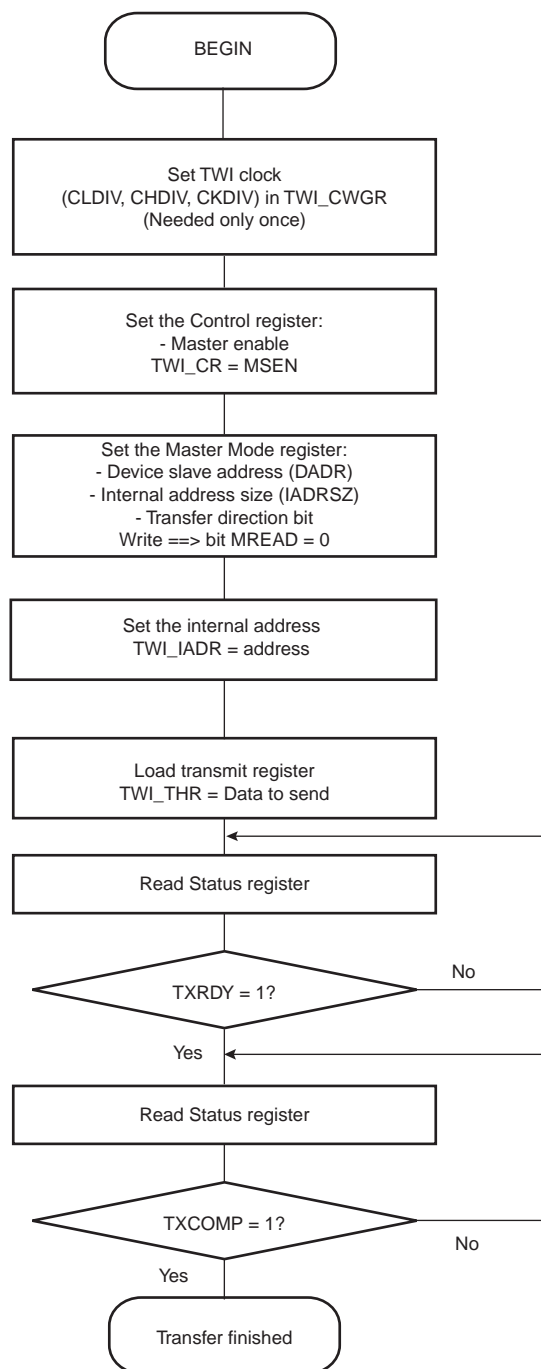 BEGIN
Set TWI clock
(CLDIV, CHDIV, CKDIV) in TWI_CWGR
(Needed only once)
Set the Control register:
- Master enable
TWI_CR = MSEN
Set the Master Mode register:
- Device slave address (DADR)
- Internal address size (IADRSZ)
- Transfer direction bit
Write ==> bit MREAD = 0
Set the internal address
TWI_IADR = address
Load transmit register
TWI_THR = Data to send
Read Status register
No
TXRDY = 1?
Yes
Read Status register
TXCOMP = 1?
No
Yes
Transfer finished